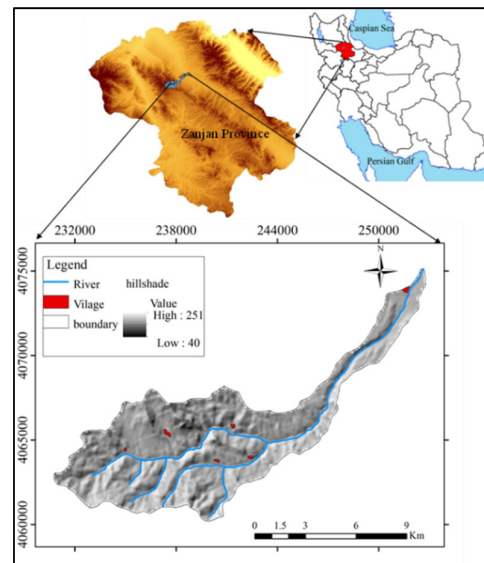 Caspian Sea
Zanjan Province
Persian Gulf
232000 238000 244000 250000
N
4075000
4070000
4065000
4060000
Legend
River
Vilage
boundary
hillshade
Value
High : 251
Low : 40
0 1.5 3 6 9
Km